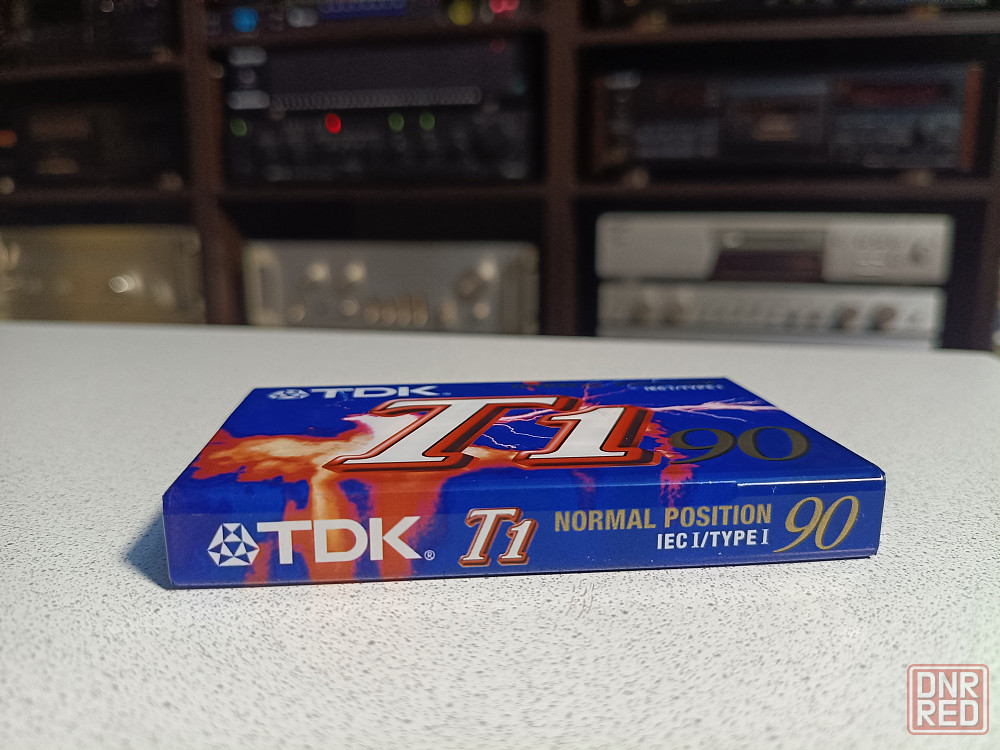 TDK
IEC I/TYPE I
T1 90
TDK® T1 NORMAL POSITION 90
IEC I/TYPE I
DNR
RED